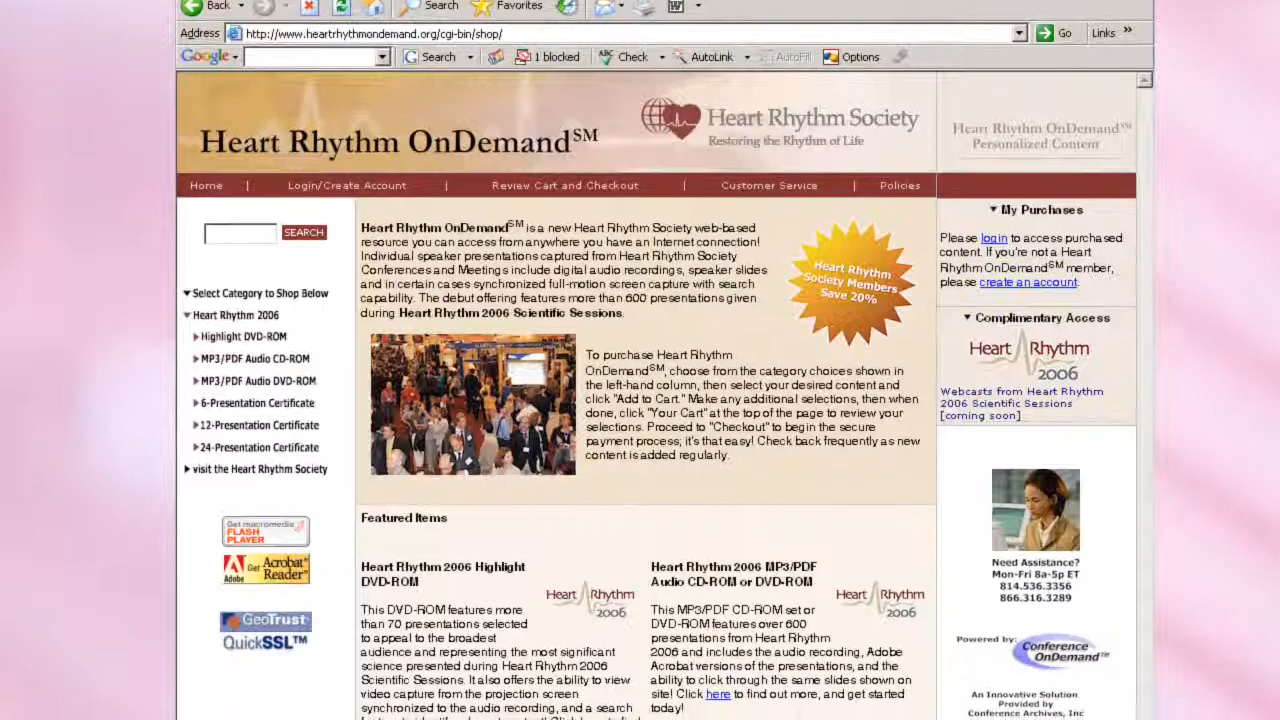 Back
Search
Favorites
W
Address
http://www.heartrhythmondemand.org/cgi-bin/shop/
Go
Links »
Google
Search
1 blocked
Check
AutoLink
AutoFill
Options
Heart Rhythm OnDemand℠
Heart Rhythm Society
Restoring the Rhythm of Life
Heart Rhythm OnDemand℠
Personalized Content
Home | Login/Create Account | Review Cart and Checkout | Customer Service | Policies
SEARCH
Select Category to Shop Below
Heart Rhythm 2006
Highlight DVD-ROM
MP3/PDF Audio CD-ROM
MP3/PDF Audio DVD-ROM
6-Presentation Certificate
12-Presentation Certificate
24-Presentation Certificate
visit the Heart Rhythm Society
Get macromedia
FLASH
PLAYER
Adobe
Get Acrobat®
Reader®
GeoTrust
QuickSSL™
Heart Rhythm OnDemand℠ is a new Heart Rhythm Society web-based
resource you can access from anywhere you have an Internet connection!
Individual speaker presentations captured from Heart Rhythm Society
Conferences and Meetings include digital audio recordings, speaker slides
and in certain cases synchronized full-motion screen capture with search
capability. The debut offering features more than 600 presentations given
during Heart Rhythm 2006 Scientific Sessions.
Heart Rhythm
Society Members
Save 20%
To purchase Heart Rhythm
OnDemand℠, choose from the category choices shown in
the left-hand column, then select your desired content and
click "Add to Cart." Make any additional selections, then when
done, click "Your Cart" at the top of the page to review your
selections. Proceed to "Checkout" to begin the secure
payment process; it's that easy! Check back frequently as new
content is added regularly.
Featured Items
Heart Rhythm 2006 Highlight
DVD-ROM
Heart Rhythm
2006
This DVD-ROM features more
than 70 presentations selected
to appeal to the broadest
audience and representing the most significant
science presented during Heart Rhythm 2006
Scientific Sessions. It also offers the ability to view
video capture from the projection screen
synchronized to the audio recording, and a search
Heart Rhythm 2006 MP3/PDF
Audio CD-ROM or DVD-ROM
Heart Rhythm
2006
This MP3/PDF CD-ROM set or
DVD-ROM features over 600
presentations from Heart Rhythm
2006 and includes the audio recording, Adobe
Acrobat versions of the presentations, and the
ability to click through the same slides shown on
site! Click here to find out more, and get started
today!
My Purchases
Please login to access purchased
content. If you're not a Heart
Rhythm OnDemand℠ member,
please create an account.
Complimentary Access
Heart Rhythm
2006
Webcasts from Heart Rhythm
2006 Scientific Sessions
[coming soon]
Need Assistance?
Mon-Fri 8a-5p ET
814.536.3356
866.316.3289
Powered by:
Conference
OnDemand™
An Innovative Solution
Provided by
Conference Archives, Inc